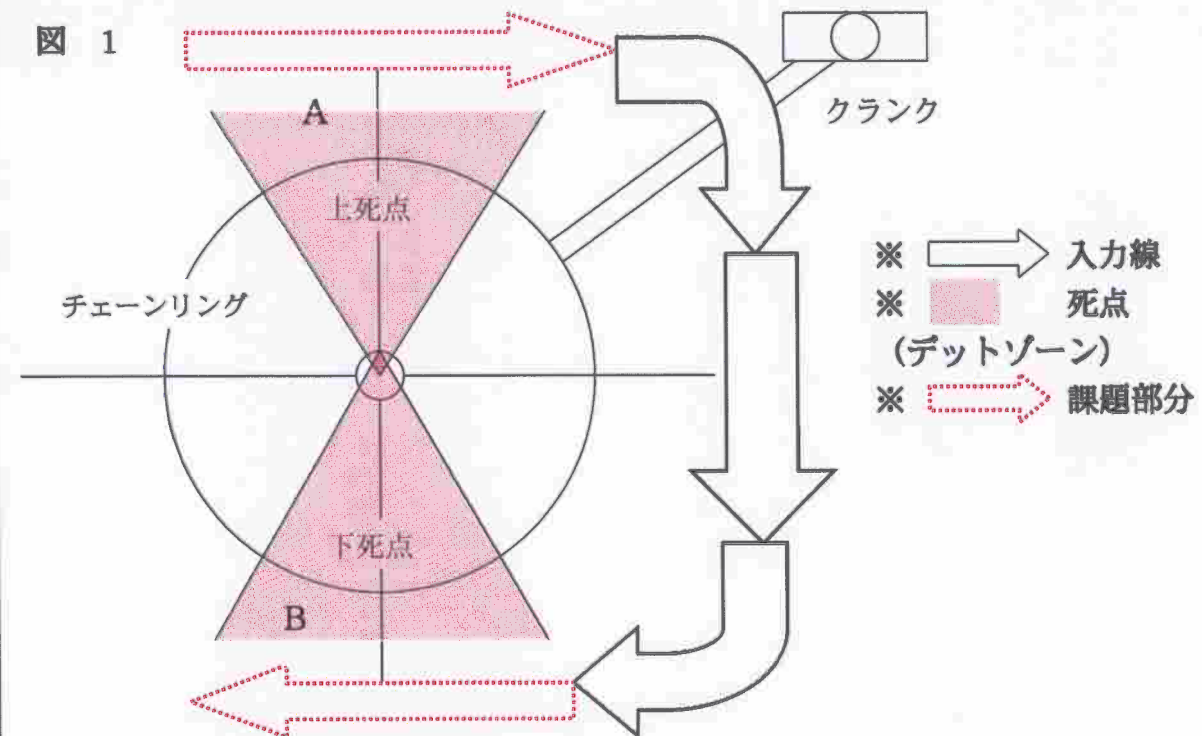 図 1
A
クランク
上死点
※ 入力線
チェーンリング
※ 死点
(デットゾーン)
※ 課題部分
下死点
B